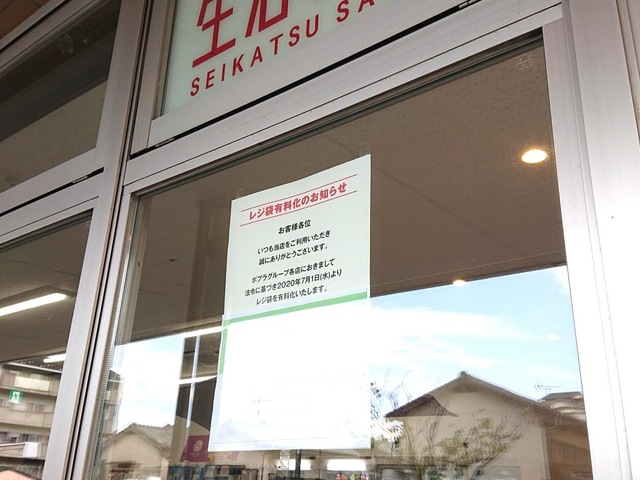 生活
SEIKATSU SA
レジ袋有料化のお知らせ
お客様各位
いつも当店をご利用いただき
誠にありがとうございます。
ポプラグループ各店におきまして
法令に基づき2020年7月1日(水)より
レジ袋を有料化いたします。